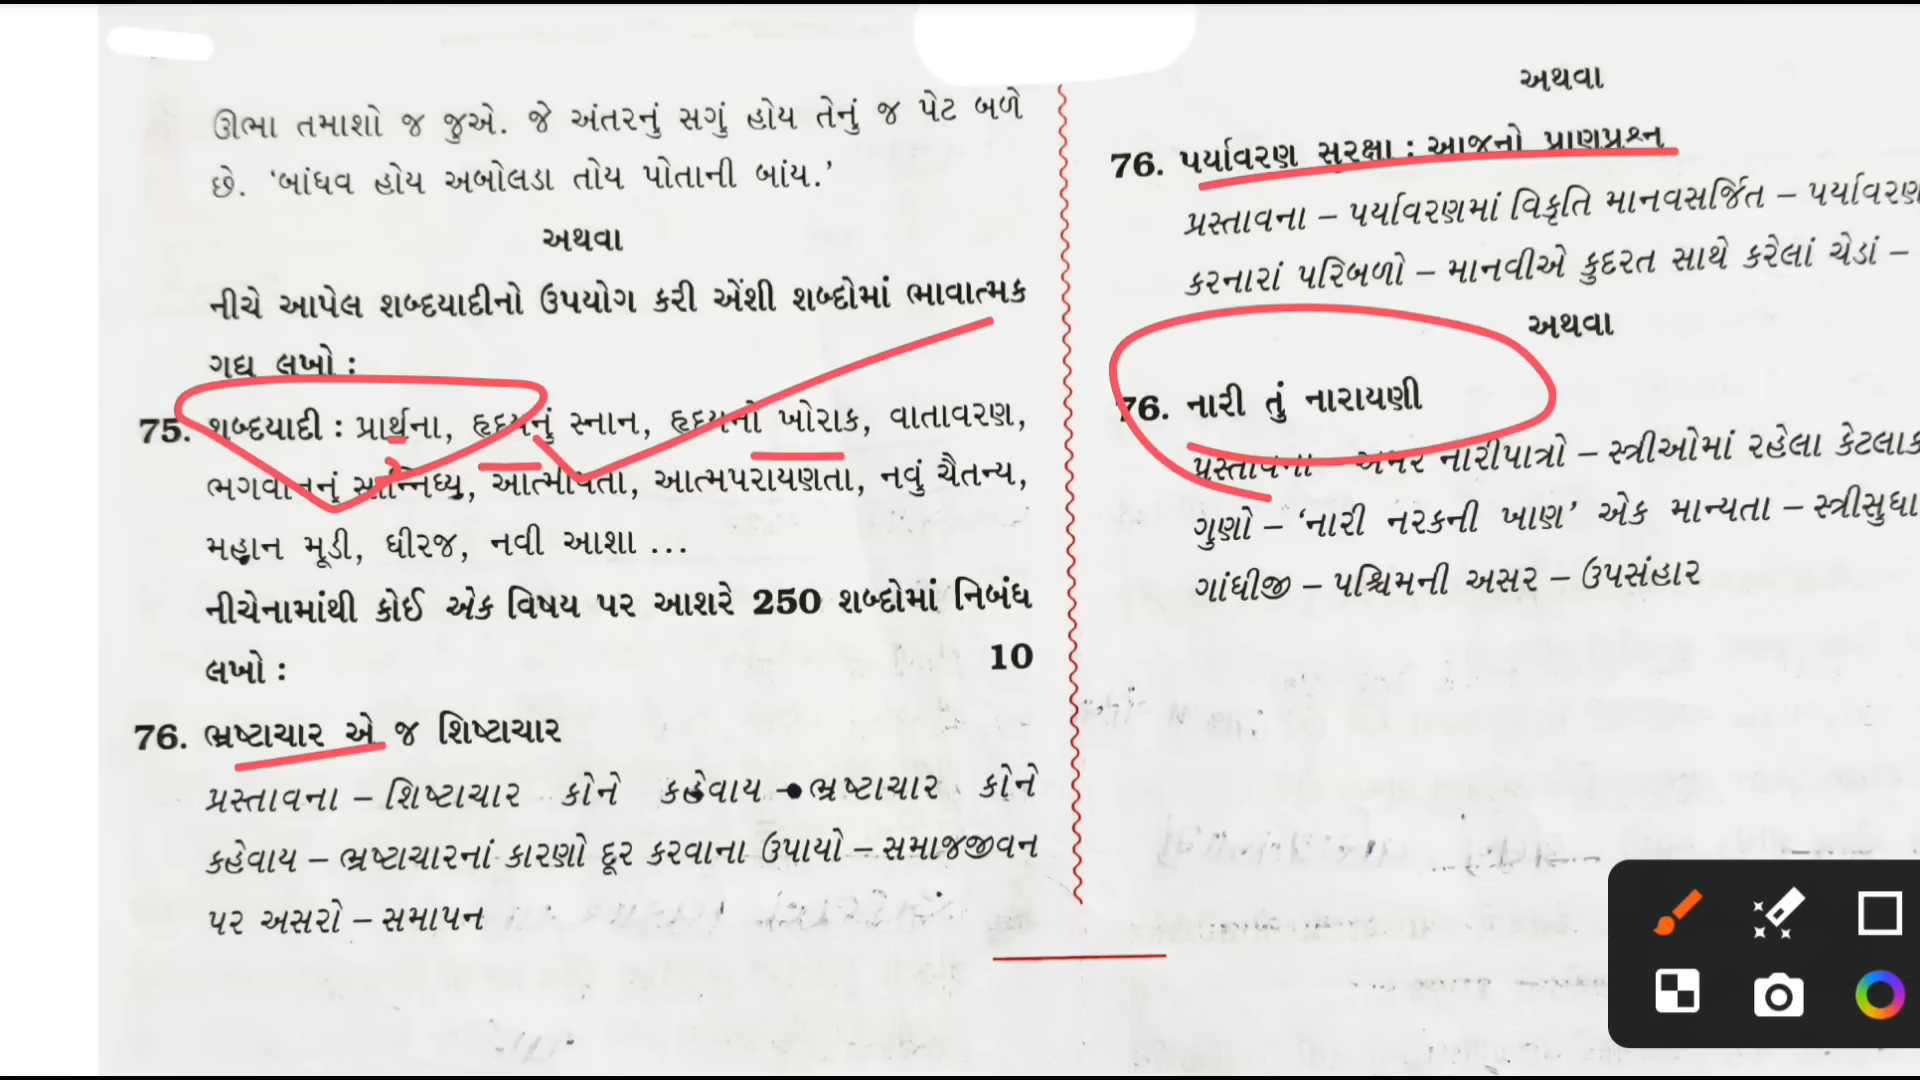 ઊભા તમાશો જ જુએ. જે અંતરનું સગું હોય તેનું જ પેટ બળે
છે. ‘બાંધવ હોય અબોલડા તોય પોતાની બાંય.’
અથવા
નીચે આપેલ શબ્દયાદીનો ઉપયોગ કરી એંશી શબ્દોમાં ભાવાત્મક
ગદ્ય લખો :
75. શબ્દયાદી : પ્રાર્થના, હૃદયનું સ્નાન, હૃદયનો ખોરાક, વાતાવરણ,
ભગવાનનું સાન્નિધ્ય, આત્મીયતા, આત્મપરાયણતા, નવું ચૈતન્ય,
મહાન મૂડી, ધીરજ, નવી આશા ...
નીચેનામાંથી કોઈ એક વિષય પર આશરે 250 શબ્દોમાં નિબંધ
લખો : 10
76. ભ્રષ્ટાચાર એ જ શિષ્ટાચાર
પ્રસ્તાવના – શિષ્ટાચાર કોને કહેવાય – ભ્રષ્ટાચાર કોને
કહેવાય – ભ્રષ્ટાચારનાં કારણો દૂર કરવાના ઉપાયો – સમાજજીવન
પર અસરો – સમાપન
અથવા
76. પર્યાવરણ સુરક્ષા : આજનો પ્રાણપ્રશ્ન
પ્રસ્તાવના – પર્યાવરણમાં વિકૃતિ માનવસર્જિત – પર્યાવરણ
કરનારાં પરિબળો – માનવીએ કુદરત સાથે કરેલાં ચેડાં –
અથવા
76. નારી તું નારાયણી
પ્રસ્તાવના – અમર નારીપાત્રો – સ્ત્રીઓમાં રહેલા કેટલાક
ગુણો – ‘નારી નરકની ખાણ’ એક માન્યતા – સ્ત્રીસુધા
ગાંધીજી – પશ્ચિમની અસર – ઉપસંહાર